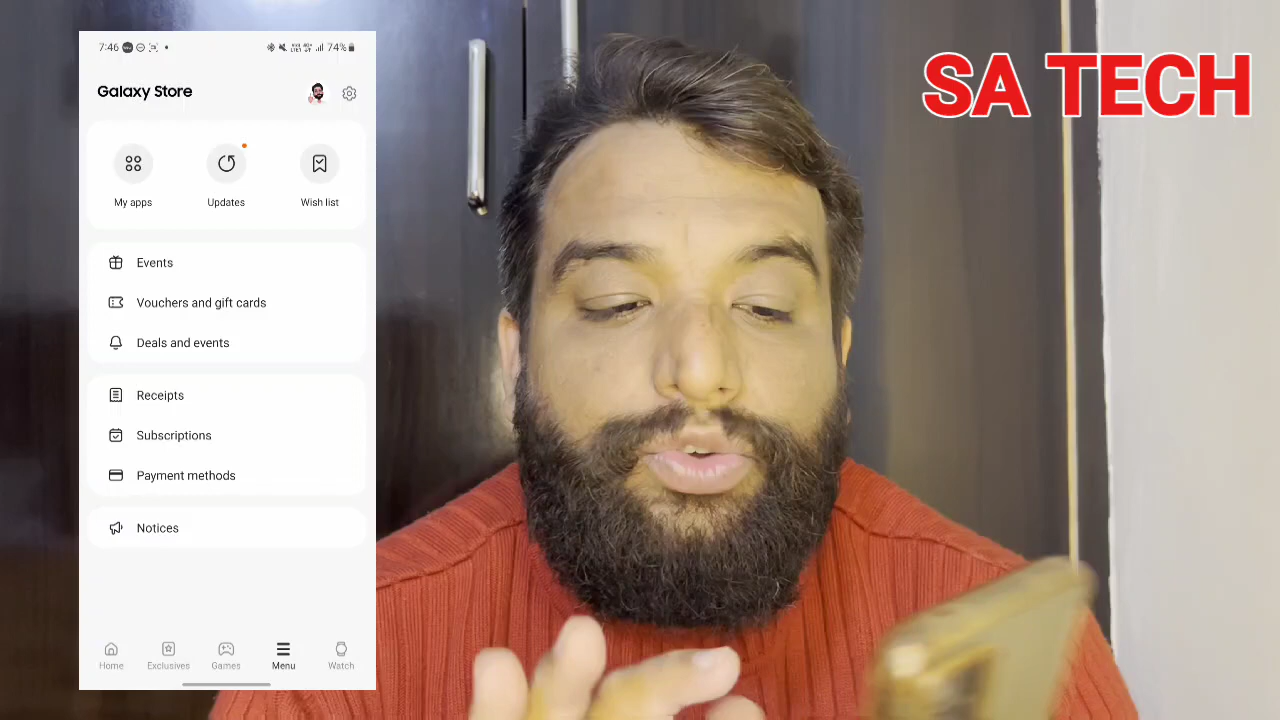 7:46
74%
Galaxy Store
My apps
Updates
Wish list
Events
Vouchers and gift cards
Deals and events
Receipts
Subscriptions
Payment methods
Notices
Home
Exclusives
Games
Menu
Watch
SA TECH